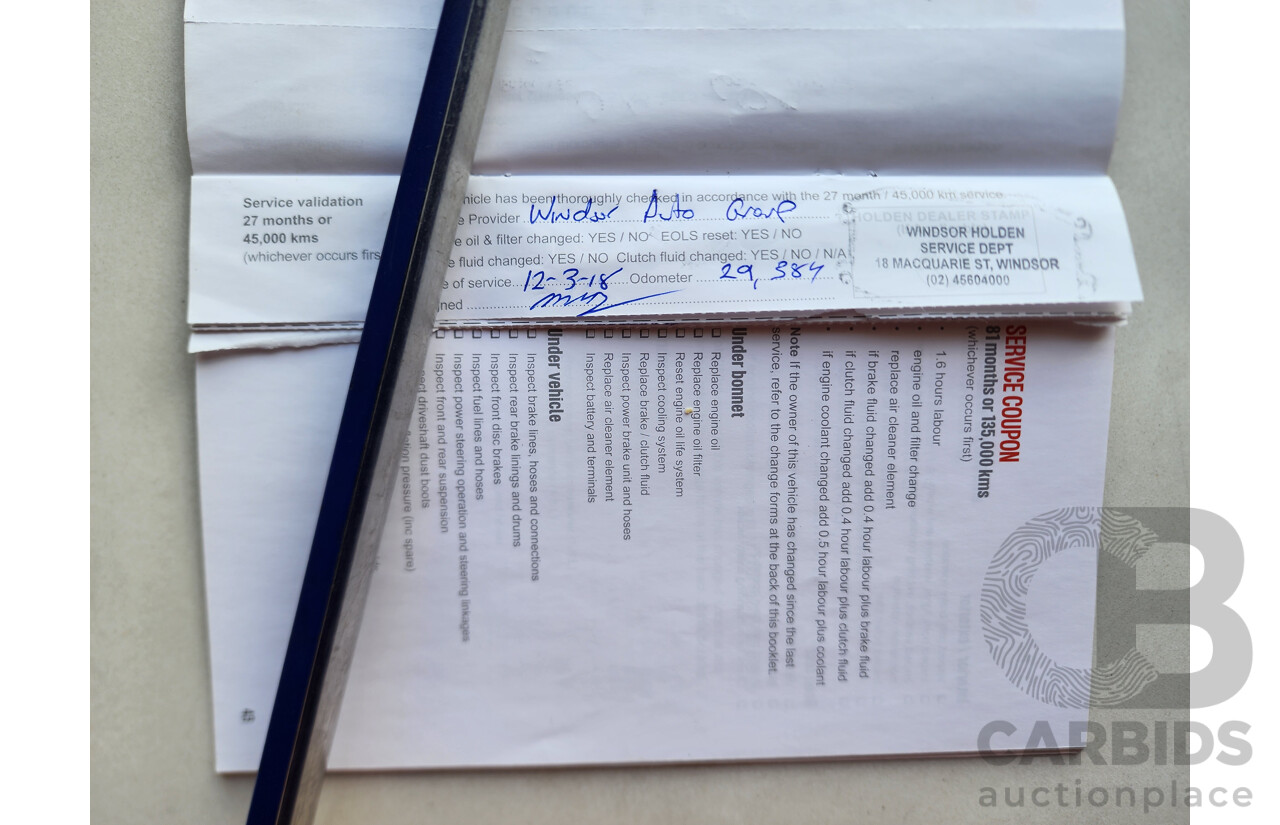 Service validation
27 months or
45,000 kms
(whichever occurs firs
hicle has been thoroughly checked in accordance with the 27 month / 45,000 km service
e Provider Windsor Auto Group
e oil & filter changed: YES / NO EOLS reset: YES / NO
e fluid changed: YES / NO Clutch fluid changed: YES / NO / N/A
e of service 12-3-18 Odometer 29,384
ned
HOLDEN DEALER STAMP
WINDSOR HOLDEN
SERVICE DEPT
18 MACQUARIE ST, WINDSOR
(02) 45604000
SERVICE COUPON
81 months or 135,000 kms
(whichever occurs first)
• 1.6 hours labour
• engine oil and filter change
• replace air cleaner element
• if brake fluid changed add 0.4 hour labour plus brake fluid
• if clutch fluid changed add 0.4 hour labour plus clutch fluid
• if engine coolant changed add 0.5 hour labour plus coolant
Note If the owner of this vehicle has changed since the last
service, refer to the change forms at the back of this booklet.
Under bonnet
Replace engine oil
Replace engine oil filter
Reset engine oil life system
Inspect cooling system
Replace brake / clutch fluid
Inspect power brake unit and hoses
Replace air cleaner element
Inspect battery and terminals
Under vehicle
Inspect brake lines, hoses and connections
Inspect rear brake linings and drums
Inspect front disc brakes
Inspect fuel lines and hoses
Inspect power steering operation and steering linkages
Inspect front and rear suspension
driveshaft dust boots
pressure (inc spare)
43
CB
CARBIDS
auctionplace